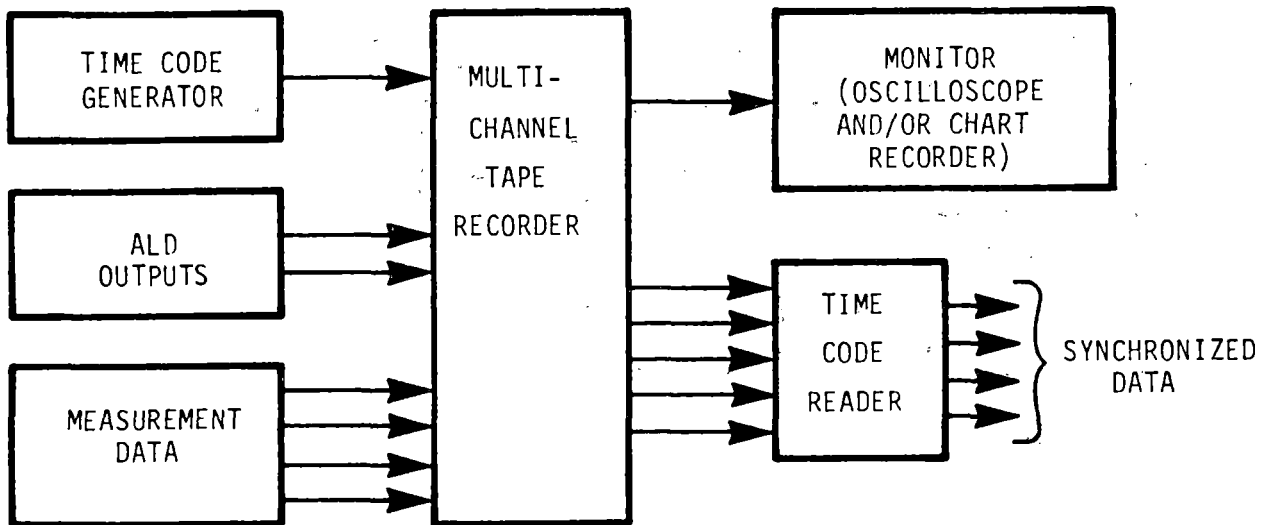 TIME CODE
GENERATOR
ALD
OUTPUTS
MEASUREMENT
DATA
MULTI-
CHANNEL
TAPE
RECORDER
MONITOR
(OSCILLOSCOPE
AND/OR CHART
RECORDER)
TIME
CODE
READER
SYNCHRONIZED
DATA